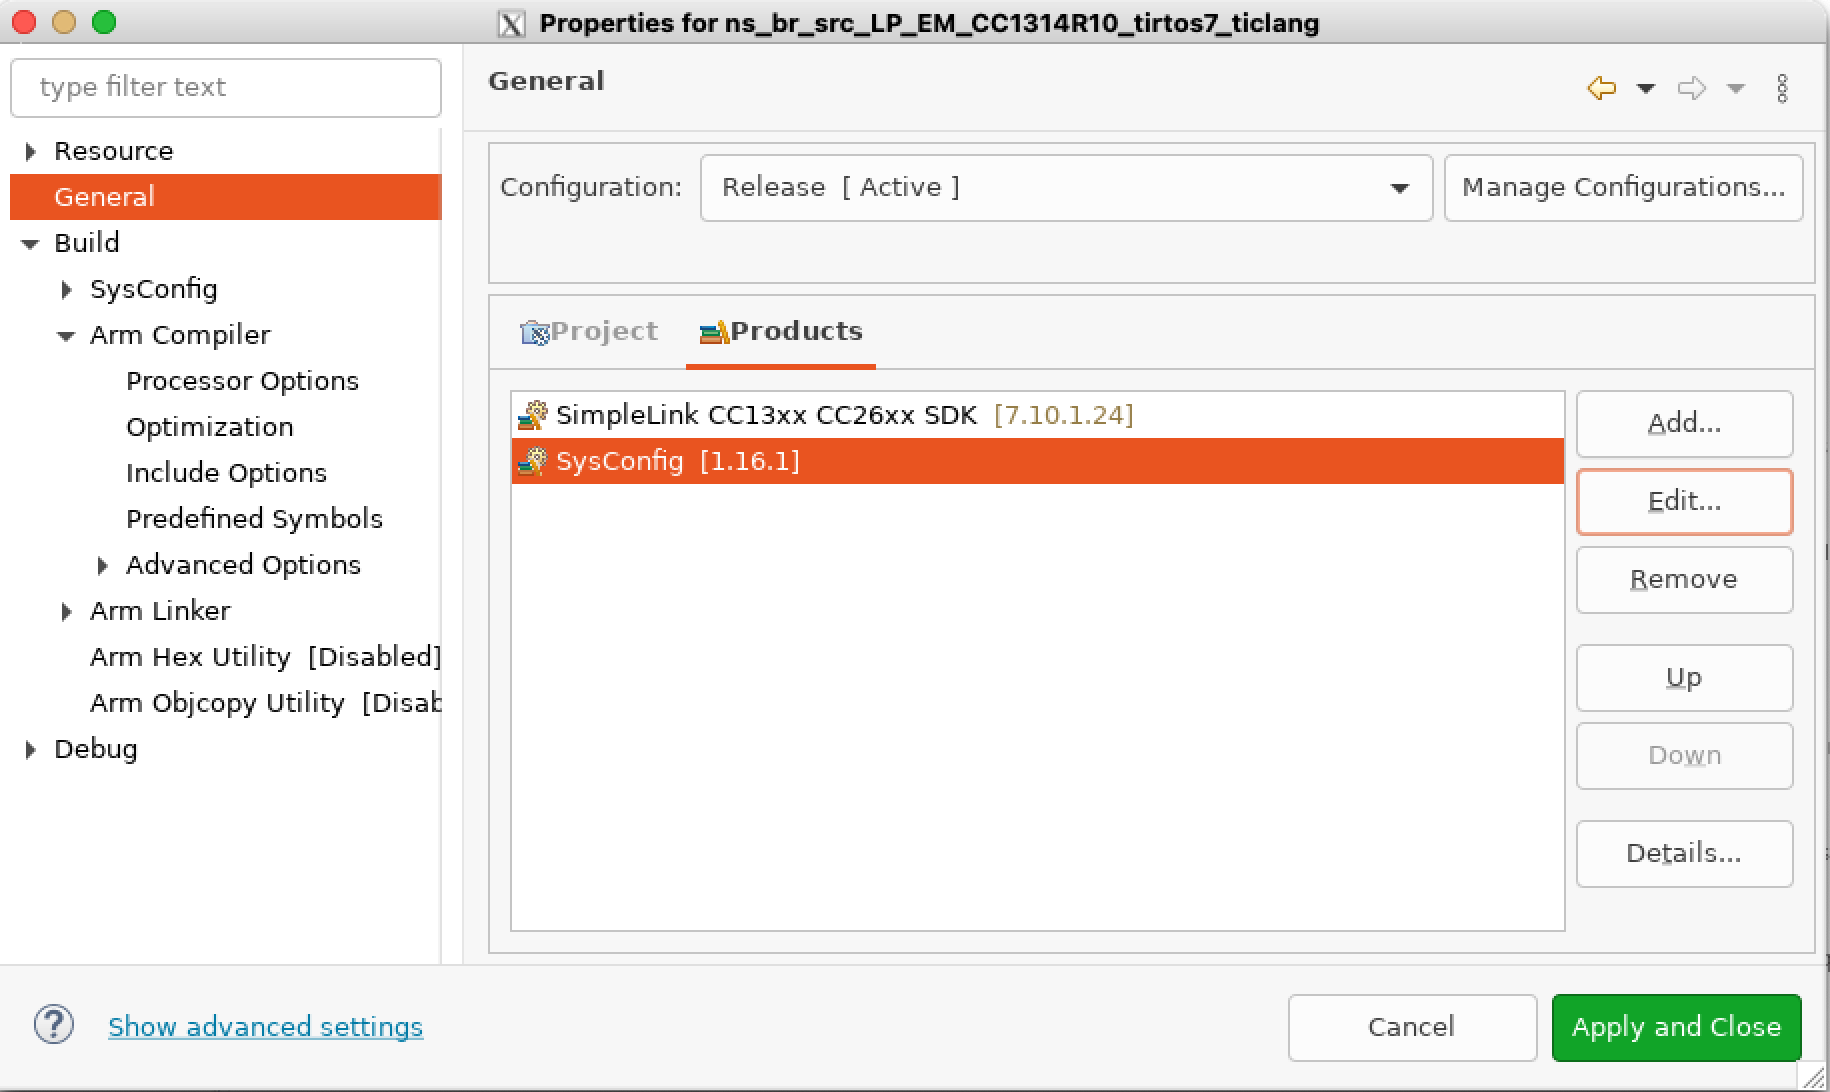 Properties for ns_br_src_LP_EM_CC1314R10_tirtos7_ticlang
type filter text
Resource
General
Build
SysConfig
Arm Compiler
Processor Options
Optimization
Include Options
Predefined Symbols
Advanced Options
Arm Linker
Arm Hex Utility [Disabled]
Arm Objcopy Utility [Disab
Debug
General
Configuration:
Release [ Active ]
Manage Configurations...
Project
Products
SimpleLink CC13xx CC26xx SDK [7.10.1.24]
SysConfig [1.16.1]
Add...
Edit...
Remove
Up
Down
Details...
?
Show advanced settings
Cancel
Apply and Close